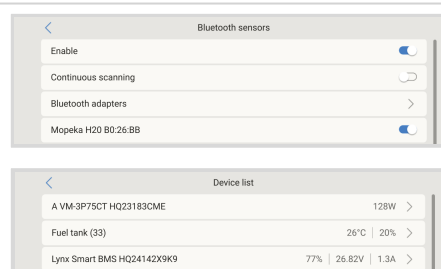 Bluetooth sensors
Enable
Continuous scanning
Bluetooth adapters
Mopeka H20 B0:26:BB
Device list
A VM-3P75CT HQ23183CME 128W
Fuel tank (33) 26°C 20%
Lynx Smart BMS HQ24142X9K9 77% 26.82V 1.3A